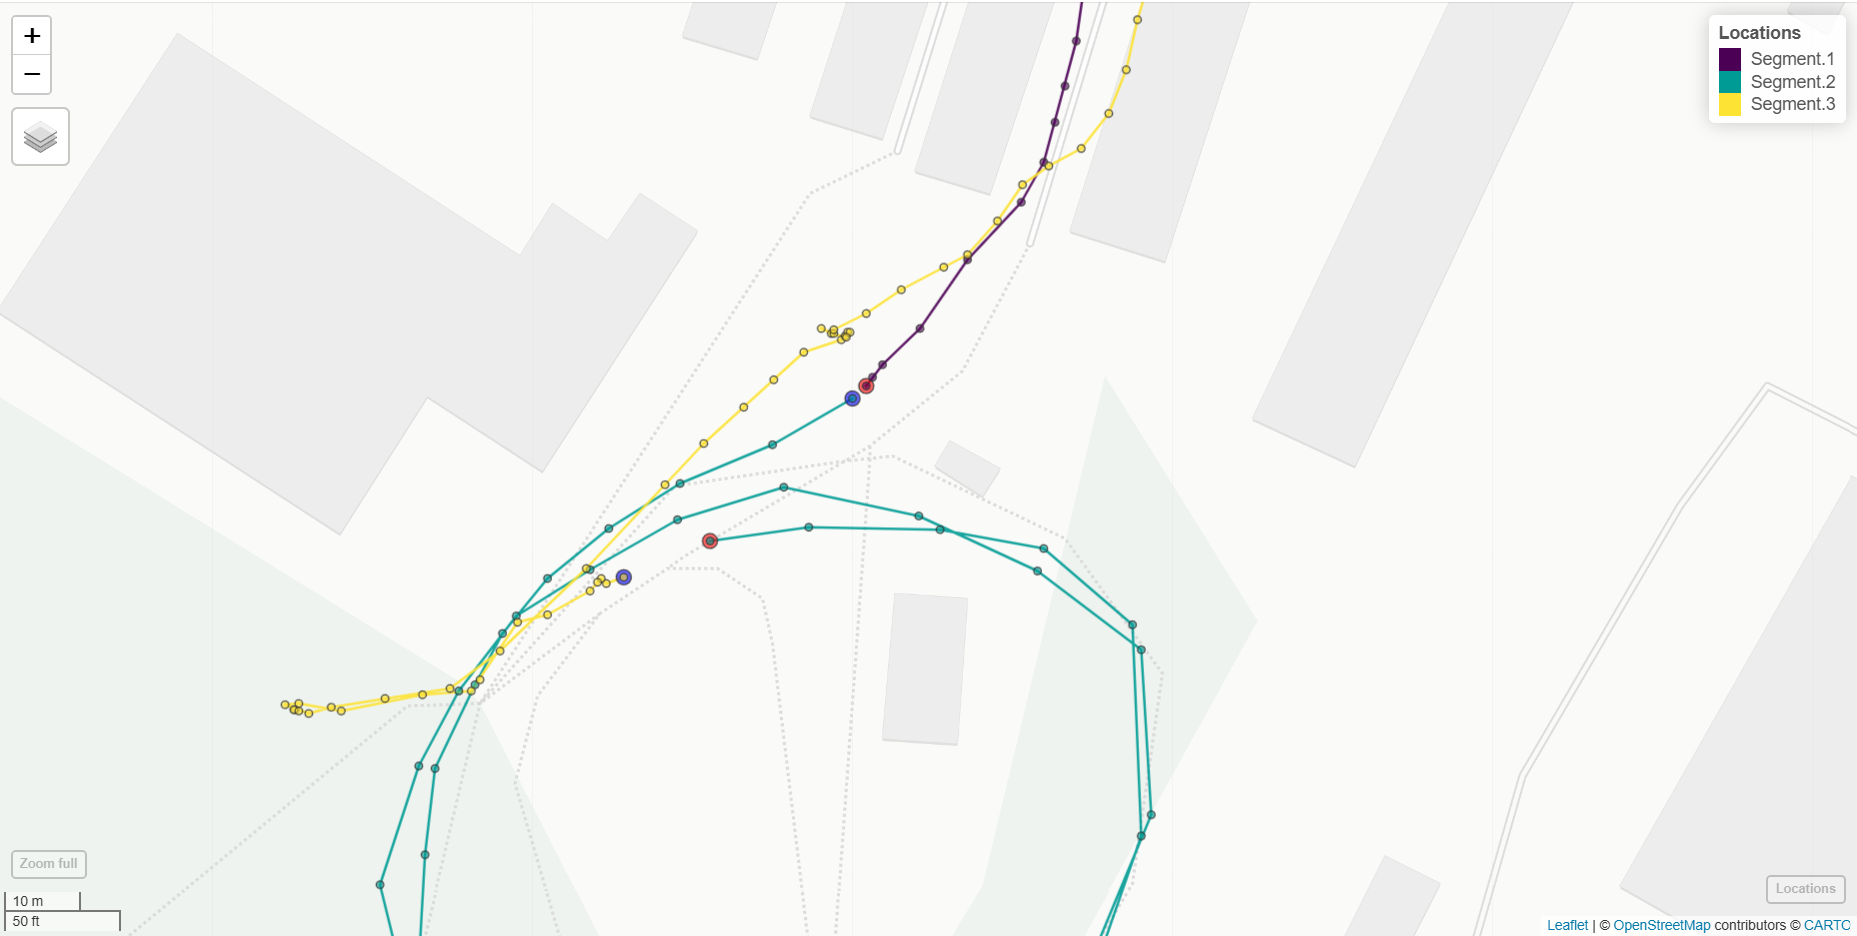 +
−
Locations
Segment.1
Segment.2
Segment.3
Zoom full
10 m
50 ft
Locations
Leaflet | © OpenStreetMap contributors © CARTO